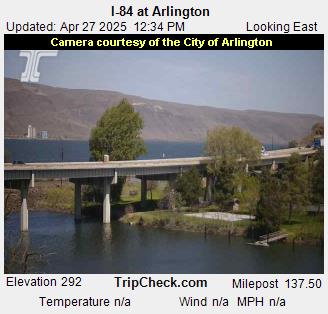 I-84 at Arlington
Updated: Apr 27 2025 12:34 PM Looking East
Camera courtesy of the City of Arlington
Elevation 292 TripCheck.com Milepost 137.50
Temperature n/a Wind n/a MPH n/a